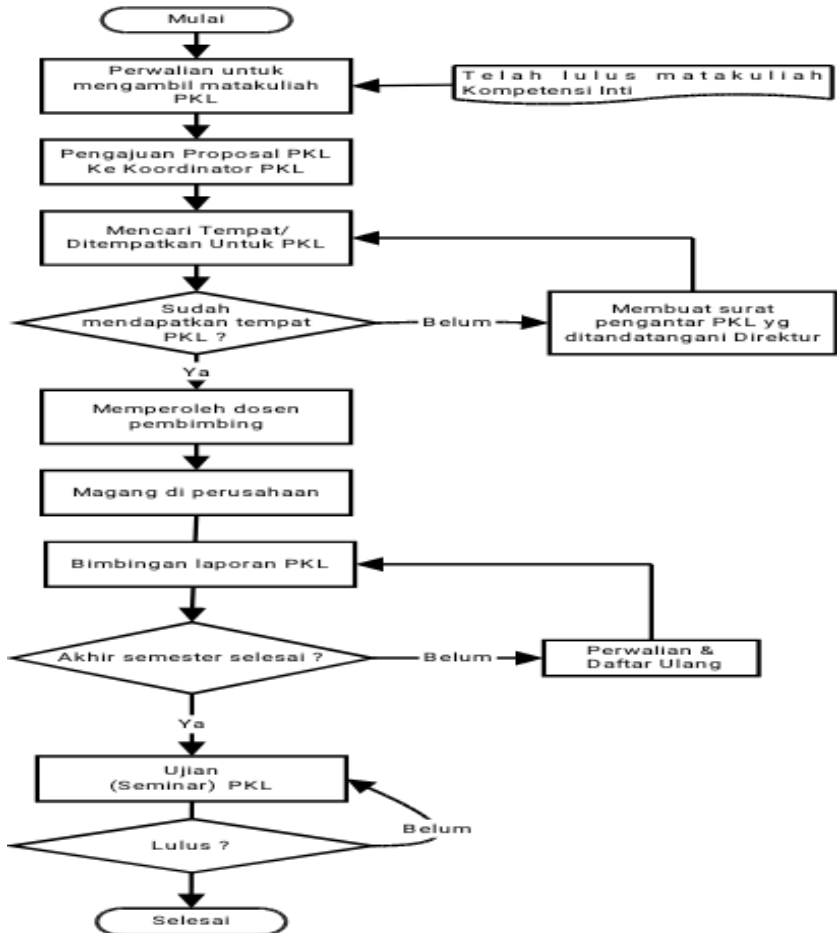 Mulai
Perwalian untuk
mengambil matakuliah
PKL
Telah lulus matakuliah
Kompetensi Inti
Pengajuan Proposal PKL
Ke Koordinator PKL
Mencari Tempat/
Ditempatkan Untuk PKL
Sudah
mendapatkan tempat
PKL ?
Belum
Membuat surat
pengantar PKL yg
ditandatangani Direktur
Ya
Memperoleh dosen
pembimbing
Magang di perusahaan
Bimbingan laporan PKL
Akhir semester selesai ?
Belum
Perwalian &
Daftar Ulang
Ya
Ujian
(Seminar) PKL
Belum
Lulus ?
Selesai